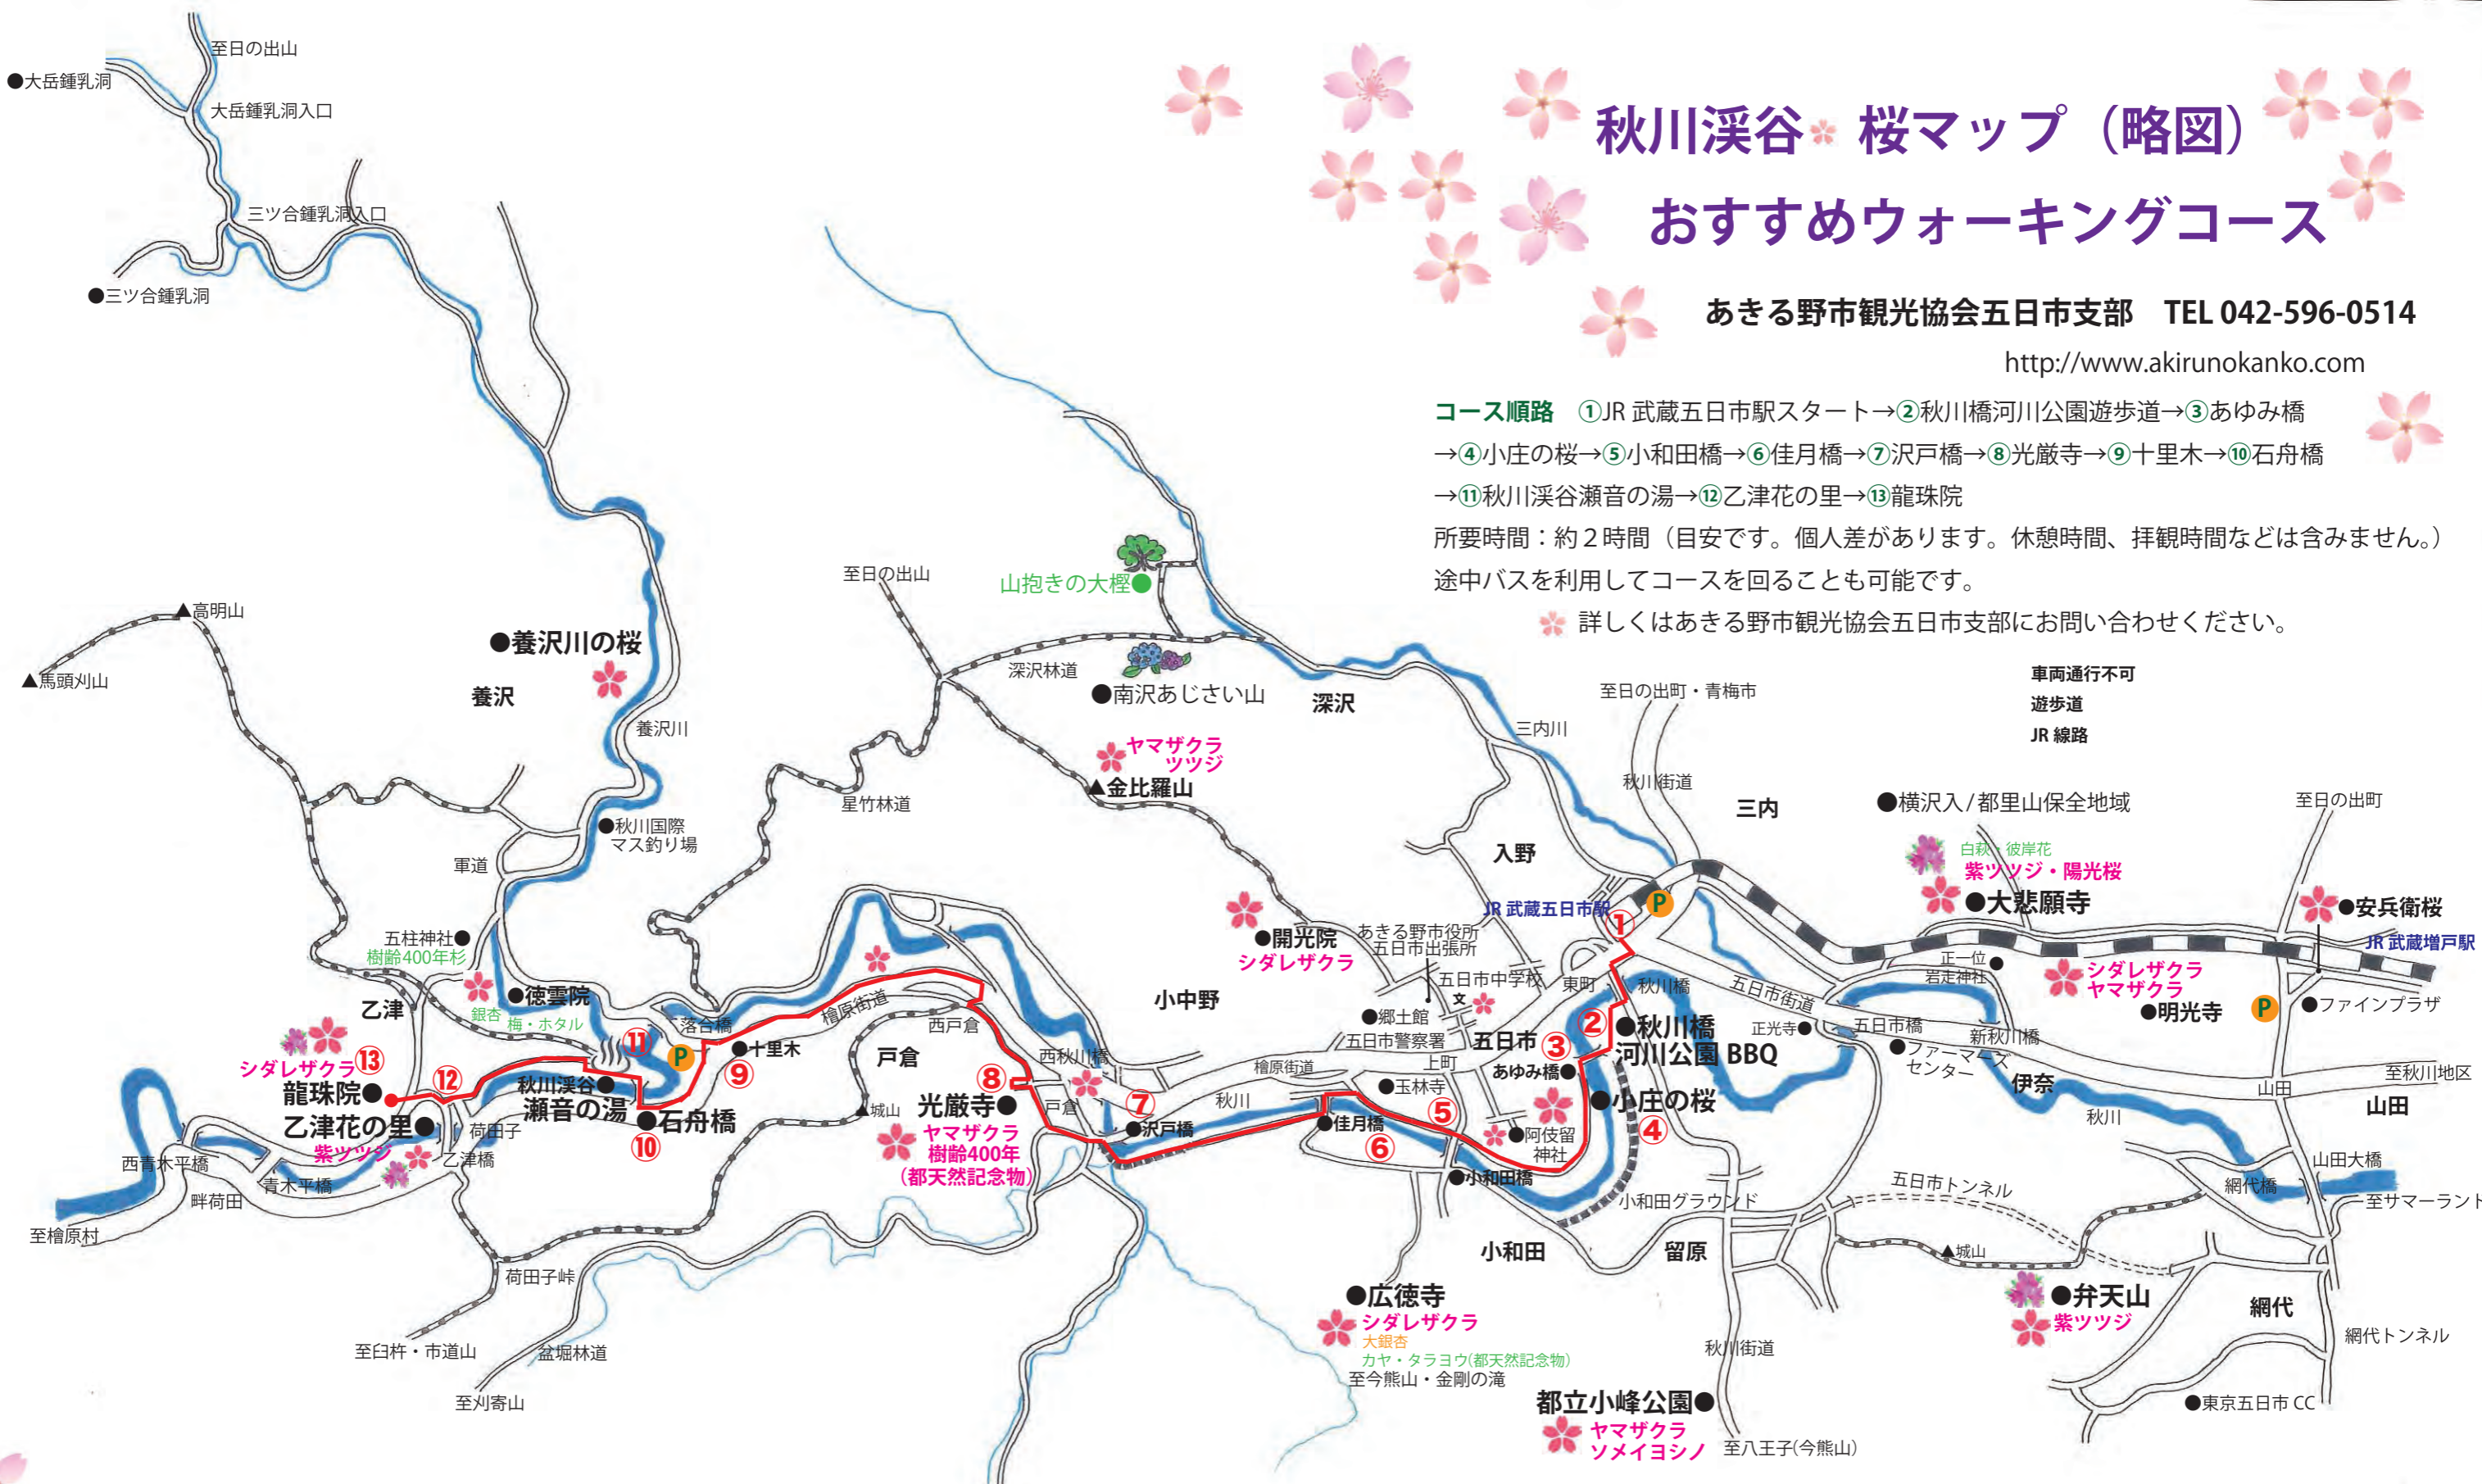 秋川渓谷 桜マップ（略図）
おすすめウォーキングコース
あきる野市観光協会五日市支部 TEL 042-596-0514
http://www.akirunokanko.com
コース順路 ①JR 武蔵五日市駅スタート→②秋川橋河川公園遊歩道→③あゆみ橋
→④小庄の桜→⑤小和田橋→⑥佳月橋→⑦沢戸橋→⑧光厳寺→⑨十里木→⑩石舟橋
→⑪秋川渓谷瀬音の湯→⑫乙津花の里→⑬龍珠院
所要時間：約２時間（目安です。個人差があります。休憩時間、拝観時間などは含みません。）
途中バスを利用してコースを回ることも可能です。
詳しくはあきる野市観光協会五日市支部にお問い合わせください。
車両通行不可
遊歩道
JR 線路
至日の出山
●大岳鍾乳洞
大岳鍾乳洞入口
三ツ合鍾乳洞入口
●三ツ合鍾乳洞
▲高明山
▲馬頭刈山
●養沢川の桜
養沢
養沢川
●秋川国際
マス釣り場
軍道
五柱神社●
樹齢400年杉
乙津
●徳雲院
銀杏
梅・ホタル
落合橋
シダレザクラ
⑬
龍珠院●
⑫
乙津花の里●
紫ツツジ
荷田子
乙津橋
西青木平橋
青木平橋
畔荷田
至檜原村
荷田子峠
至臼杵・市道山
盆堀林道
至刈寄山
⑪
P
秋川渓谷●
瀬音の湯
●石舟橋
⑩
●十里木
⑨
檜原街道
西戸倉
戸倉
▲城山
⑧
光厳寺●
ヤマザクラ
樹齢400年
（都天然記念物）
戸倉
西秋川橋
⑦
●沢戸橋
至日の出山
山抱きの大樫●
深沢林道
●南沢あじさい山
深沢
ヤマザクラ
ツツジ
▲金比羅山
星竹林道
三内川
至日の出町・青梅市
秋川街道
三内
入野
小中野
●開光院
シダレザクラ
あきる野市役所
五日市出張所
JR 武蔵五日市駅
①
P
五日市中学校
文
東町
秋川橋
●郷土館
五日市警察署
五日市
上町
檜原街道
秋川
●玉林寺
⑤
●佳月橋
⑥
②
●秋川橋
河川公園 BBQ
③
あゆみ橋●
●小庄の桜
④
●阿伎留
神社
●小和田橋
小和田グラウンド
小和田
留原
●広徳寺
シダレザクラ
大銀杏
カヤ・タラヨウ(都天然記念物)
至今熊山・金剛の滝
秋川街道
都立小峰公園●
ヤマザクラ
ソメイヨシノ
至八王子(今熊山)
●横沢入/都里山保全地域
白萩・彼岸花
紫ツツジ・陽光桜
●大悲願寺
至日の出町
●安兵衛桜
JR 武蔵増戸駅
正一位
岩走神社●
シダレザクラ
ヤマザクラ
●明光寺
P
●ファインプラザ
五日市街道
正光寺●
五日市橋
新秋川橋
●ファーマーズ
センター
伊奈
秋川
山田
至秋川地区
山田
山田大橋
網代橋
至サマーランド
五日市トンネル
▲城山
●弁天山
紫ツツジ
網代
網代トンネル
●東京五日市 CC